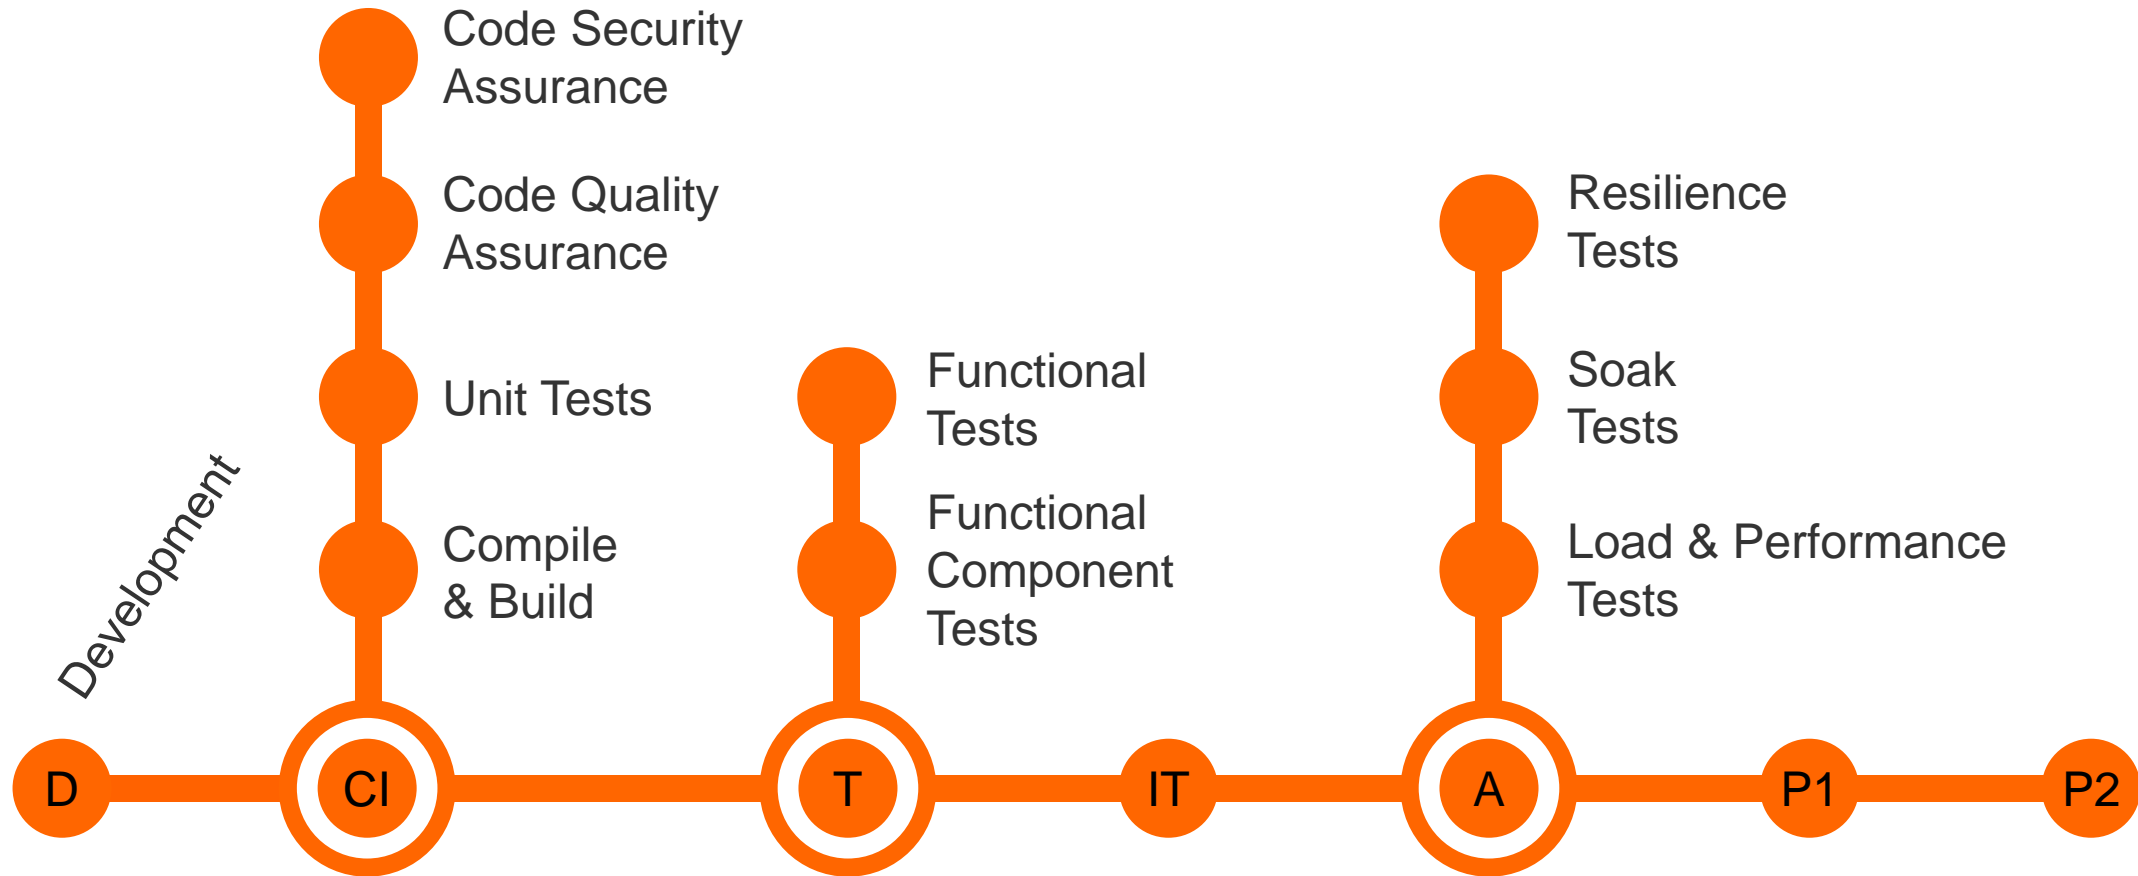 Code Security
Assurance
Code Quality
Assurance
Unit Tests
Compile
& Build
Development
Functional
Tests
Functional
Component
Tests
Resilience
Tests
Soak
Tests
Load & Performance
Tests
D
CI
T
IT
A
P1
P2